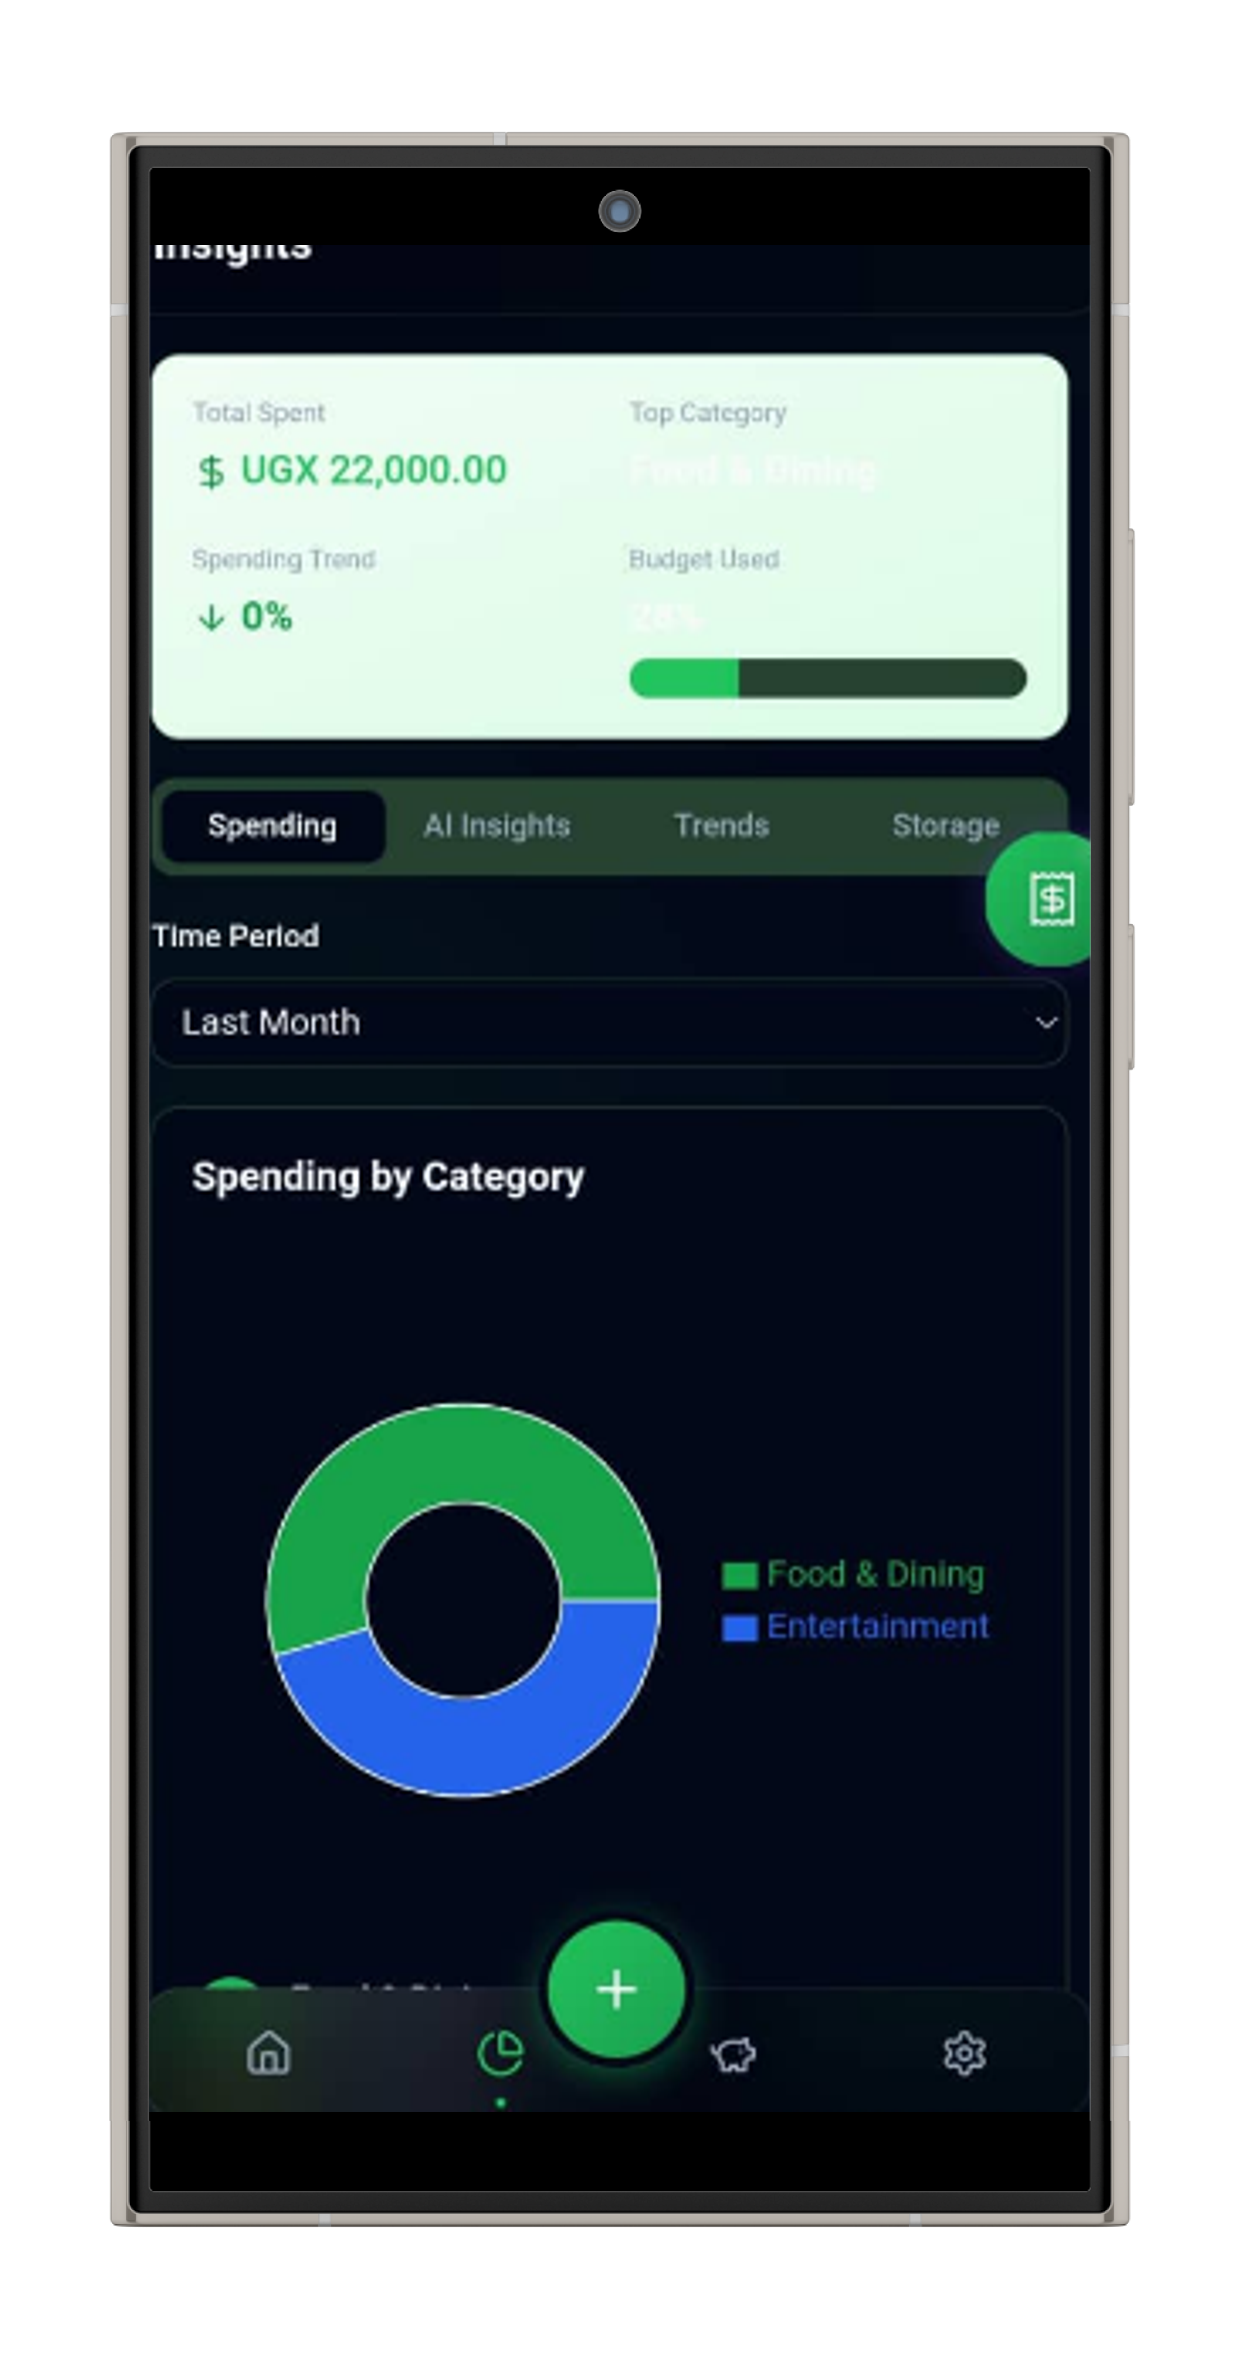 Insights
Total Spent
Top Category
$ UGX 22,000.00
Food & Dining
Spending Trend
Budget Used
↓ 0%
28%
Spending
AI Insights
Trends
Storage
Time Period
Last Month
Spending by Category
Food & Dining
Entertainment